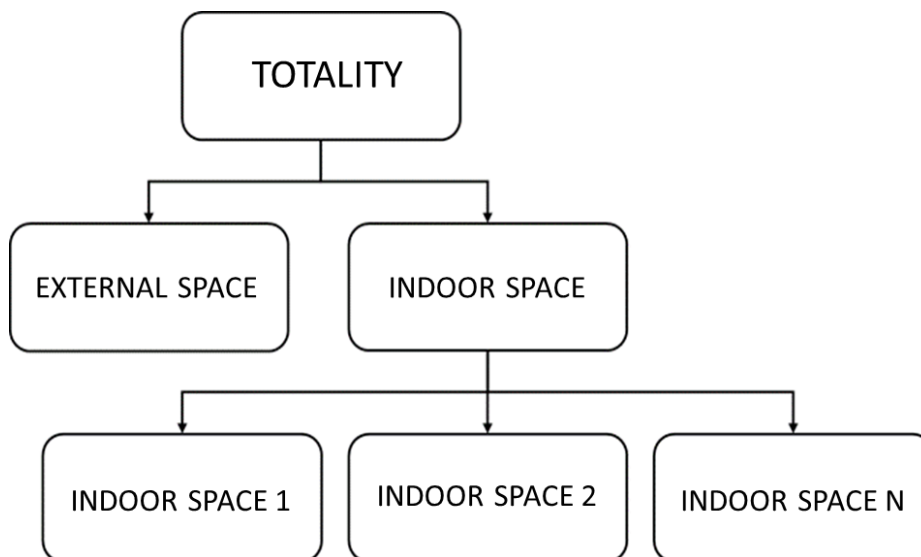 TOTALITY
EXTERNAL SPACE
INDOOR SPACE
INDOOR SPACE 1
INDOOR SPACE 2
INDOOR SPACE N